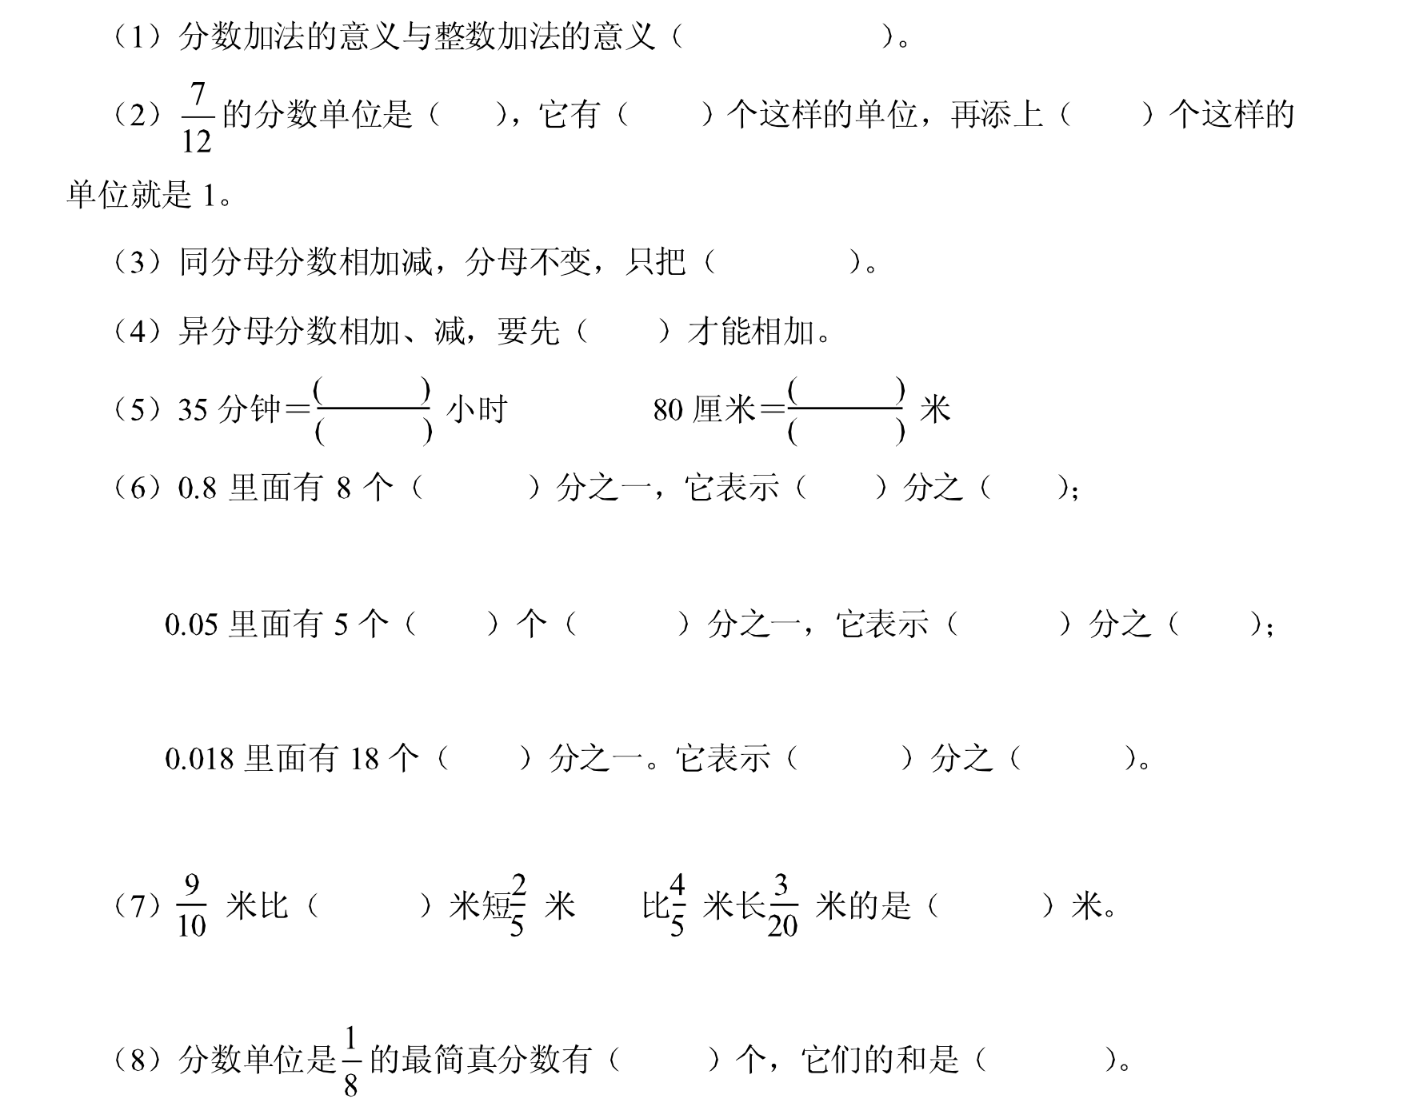 （1）分数加法的意义与整数加法的意义（　　　　　　）。
（2）7/12的分数单位是（　　），它有（　　）个这样的单位，再添上（　　）个这样的
单位就是 1。
（3）同分母分数相加减，分母不变，只把（　　　　）。
（4）异分母分数相加、减，要先（　　）才能相加。
（5）35 分钟＝(　　　)/(　　　) 小时　　　　80 厘米＝(　　　)/(　　　) 米
（6）0.8 里面有 8 个（　　　）分之一，它表示（　　）分之（　　）；
0.05 里面有 5 个（　　）个（　　　）分之一，它表示（　　　）分之（　　）；
0.018 里面有 18 个（　　）分之一。它表示（　　　）分之（　　　）。
（7）9/10 米比（　　　）米短2/5 米　　比4/5 米长3/20 米的是（　　　）米。
（8）分数单位是1/8的最简真分数有（　　）个，它们的和是（　　　）。